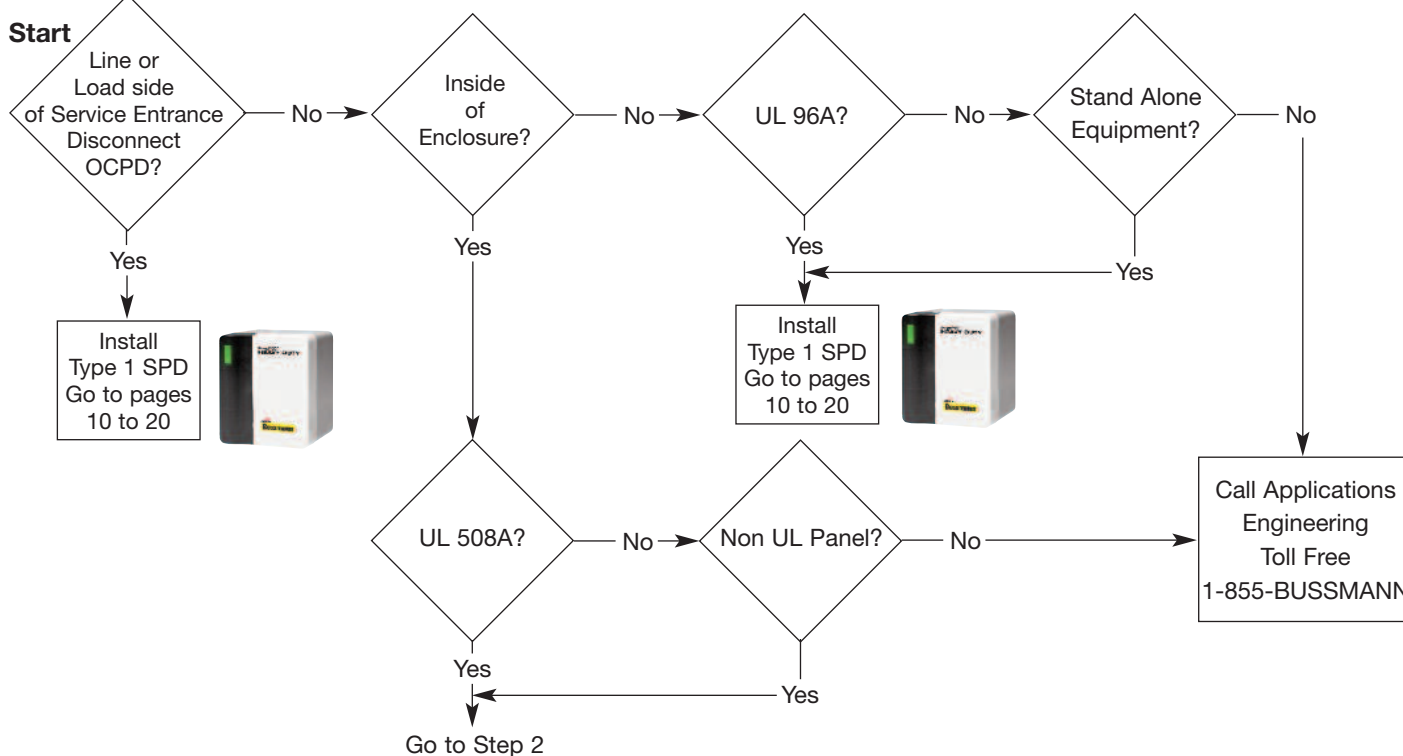 Start
Line or
Load side
of Service Entrance
Disconnect
OCPD?
No
Inside
of
Enclosure?
No
UL 96A?
No
Stand Alone
Equipment?
No
Yes
Yes
Yes
Yes
Install
Type 1 SPD
Go to pages
10 to 20
Install
Type 1 SPD
Go to pages
10 to 20
UL 508A?
No
Non UL Panel?
No
Call Applications
Engineering
Toll Free
1-855-BUSSMANN
Yes
Yes
Go to Step 2